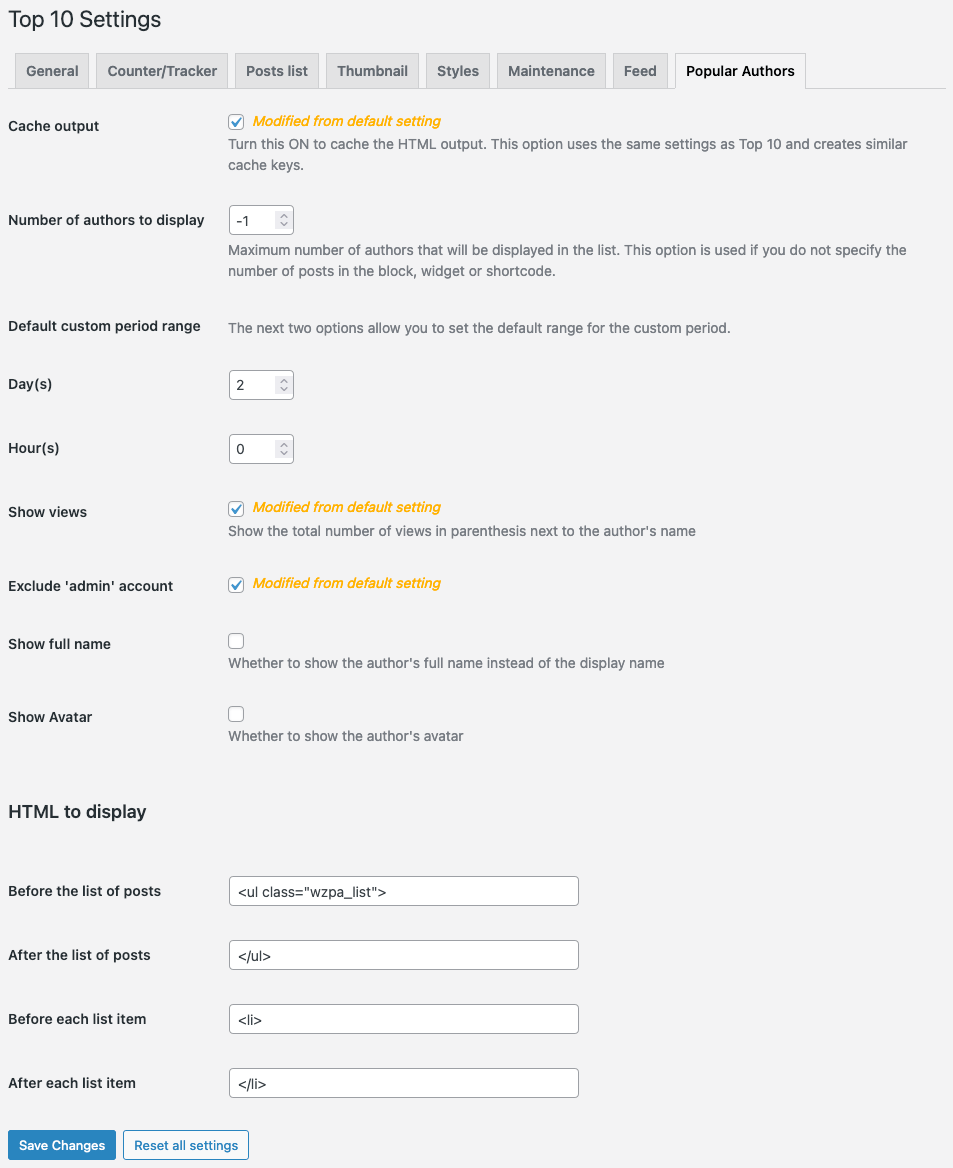 Top 10 Settings
General Counter/Tracker Posts list Thumbnail Styles Maintenance Feed Popular Authors
Cache output
Modified from default setting
Turn this ON to cache the HTML output. This option uses the same settings as Top 10 and creates similar
cache keys.
Number of authors to display
-1
Maximum number of authors that will be displayed in the list. This option is used if you do not specify the
number of posts in the block, widget or shortcode.
Default custom period range
The next two options allow you to set the default range for the custom period.
Day(s)
2
Hour(s)
0
Show views
Modified from default setting
Show the total number of views in parenthesis next to the author's name
Exclude 'admin' account
Modified from default setting
Show full name
Whether to show the author's full name instead of the display name
Show Avatar
Whether to show the author's avatar
HTML to display
Before the list of posts
<ul class="wzpa_list">
After the list of posts
</ul>
Before each list item
<li>
After each list item
</li>
Save Changes Reset all settings